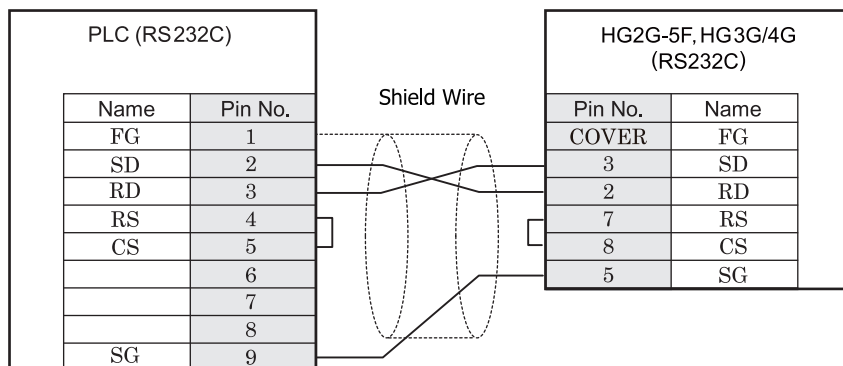 PLC (RS232C)
Name Pin No.
FG 1
SD 2
RD 3
RS 4
CS 5
6
7
8
SG 9
Shield Wire
HG2G-5F, HG3G/4G
(RS232C)
Pin No. Name
COVER FG
3 SD
2 RD
7 RS
8 CS
5 SG